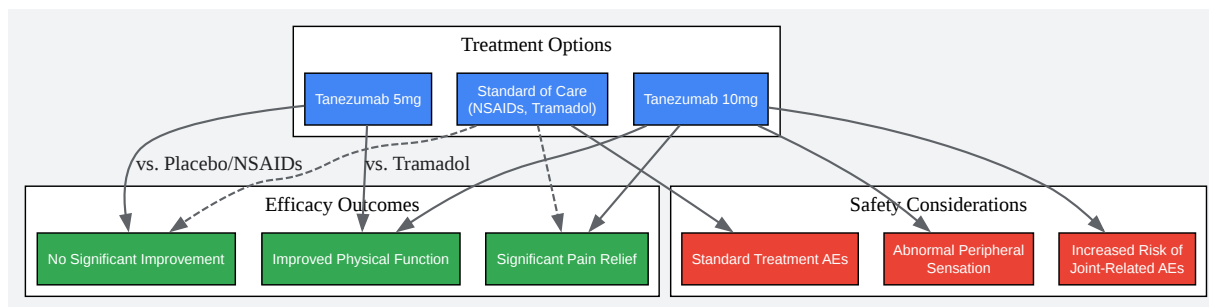 Treatment Options
Tanezumab 5mg
Standard of Care
(NSAIDs, Tramadol)
Tanezumab 10mg
vs. Placebo/NSAIDs
vs. Tramadol
Efficacy Outcomes
No Significant Improvement
Improved Physical Function
Significant Pain Relief
Safety Considerations
Standard Treatment AEs
Abnormal Peripheral
Sensation
Increased Risk of
Joint-Related AEs